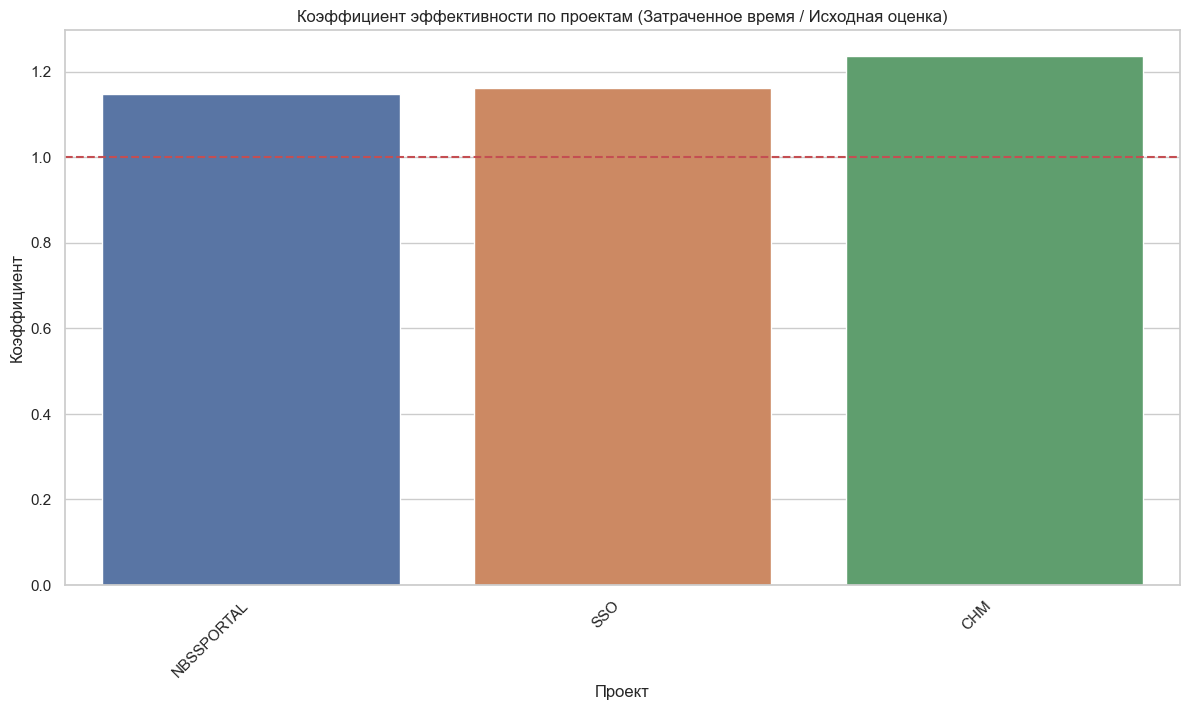 Коэффициент эффективности по проектам (Затраченное время / Исходная оценка)
Коэффициент
1.2
1.0
0.8
0.6
0.4
0.2
0.0
NBSSPORTAL
SSO
CHM
Проект